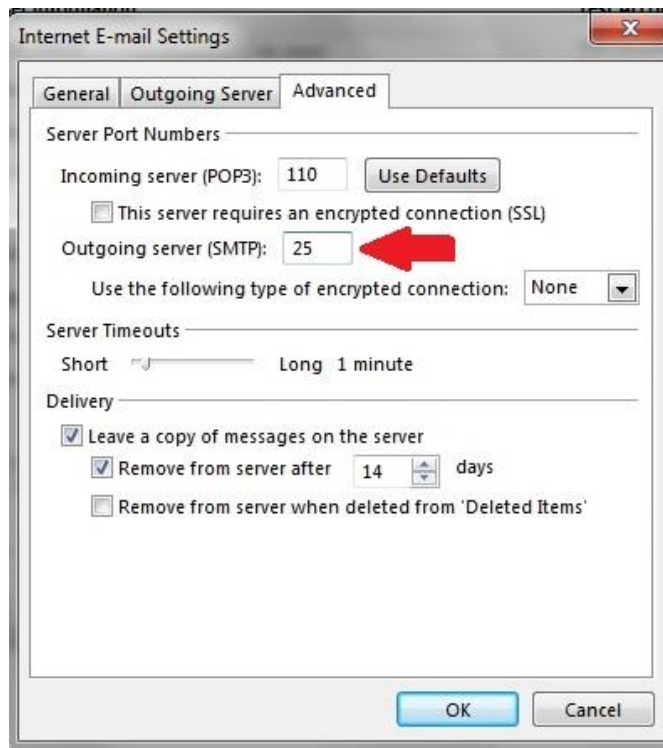 Internet E-mail Settings
General Outgoing Server Advanced
Server Port Numbers
Incoming server (POP3): 110 Use Defaults
This server requires an encrypted connection (SSL)
Outgoing server (SMTP): 25
Use the following type of encrypted connection: None
Server Timeouts
Short Long 1 minute
Delivery
Leave a copy of messages on the server
Remove from server after 14 days
Remove from server when deleted from 'Deleted Items'
OK Cancel